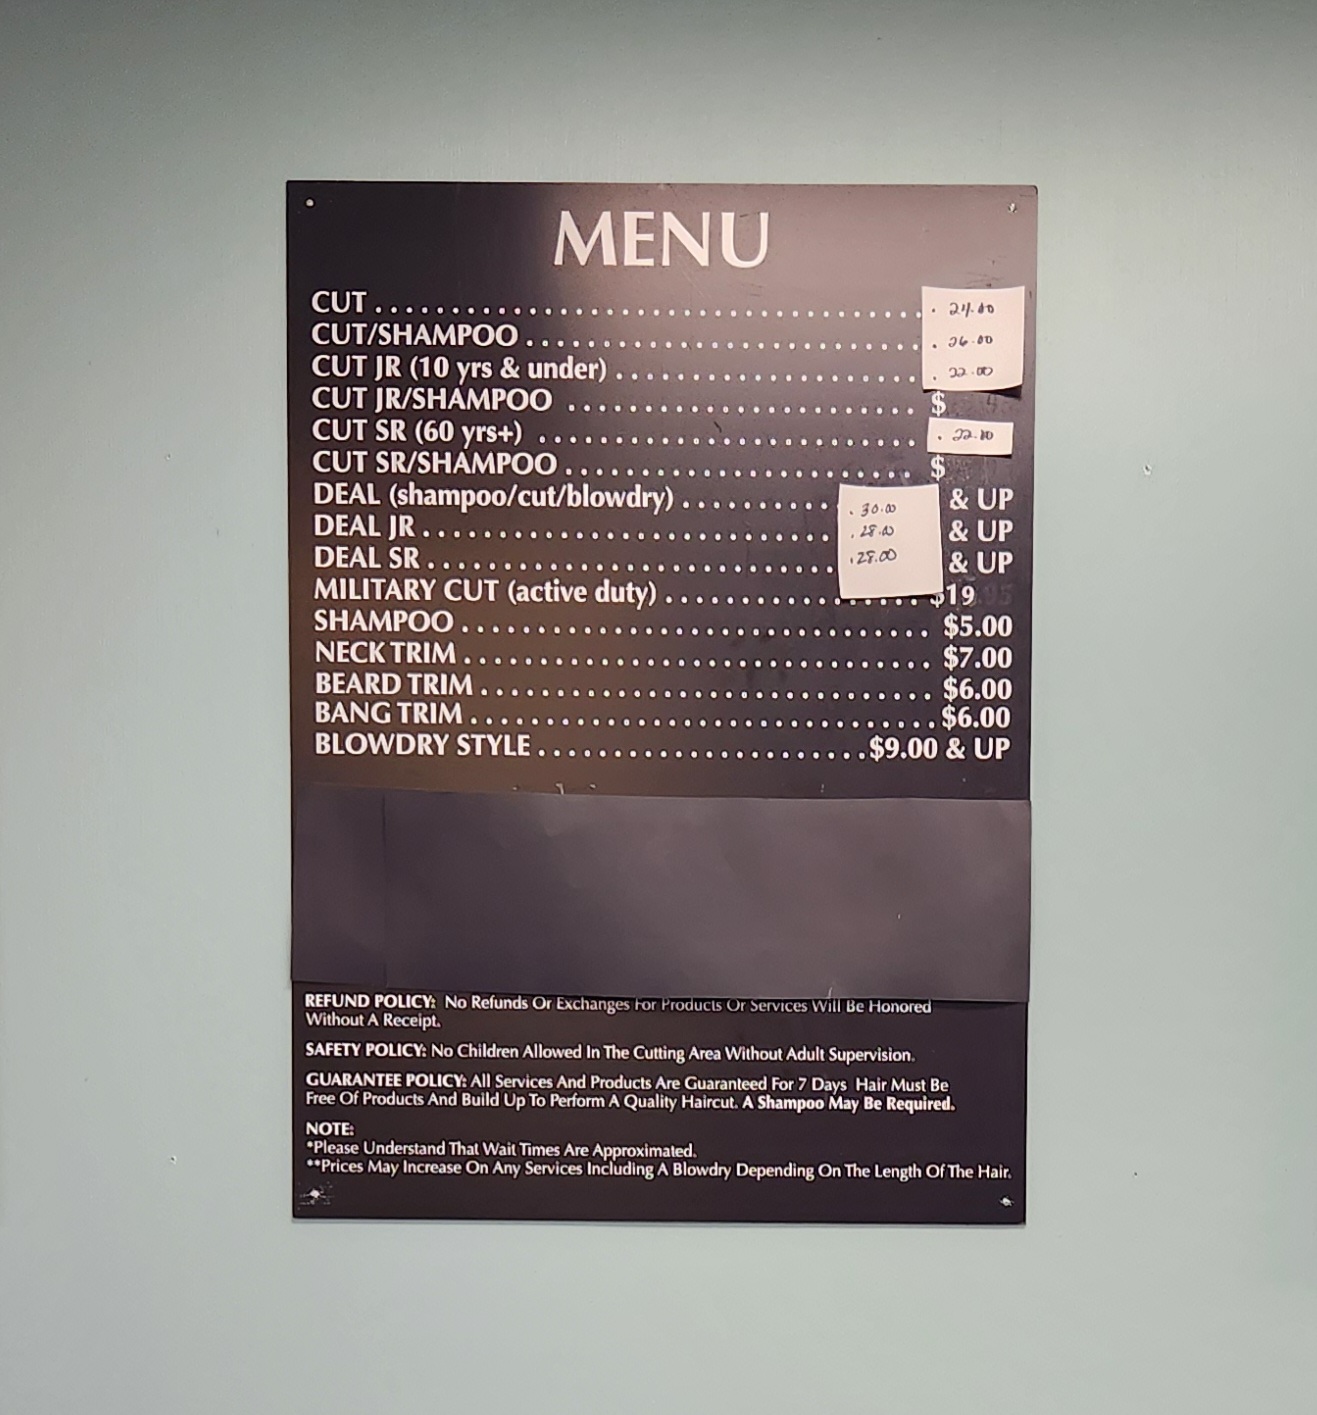 MENU
CUT . . . . . . . . . . . . . . . . . . . . . . . . . . . . . . . . . . . . 24.00
CUT/SHAMPOO . . . . . . . . . . . . . . . . . . . . . . . . . . 26.00
CUT JR (10 yrs & under) . . . . . . . . . . . . . . . . . . . . . 22.00
CUT JR/SHAMPOO . . . . . . . . . . . . . . . . . . . . . . . $
CUT SR (60 yrs+) . . . . . . . . . . . . . . . . . . . . . . . . . . 22.00
CUT SR/SHAMPOO . . . . . . . . . . . . . . . . . . . . . . . $
DEAL (shampoo/cut/blowdry) . . . . . . . . . . . 30.00 & UP
DEAL JR . . . . . . . . . . . . . . . . . . . . . . . . . . . . 28.00 & UP
DEAL SR . . . . . . . . . . . . . . . . . . . . . . . . . . . . 28.00 & UP
MILITARY CUT (active duty) . . . . . . . . . . . . . . . . . $19
SHAMPOO . . . . . . . . . . . . . . . . . . . . . . . . . . . . . . . $5.00
NECK TRIM . . . . . . . . . . . . . . . . . . . . . . . . . . . . . . . $7.00
BEARD TRIM . . . . . . . . . . . . . . . . . . . . . . . . . . . . . . $6.00
BANG TRIM . . . . . . . . . . . . . . . . . . . . . . . . . . . . . . . $6.00
BLOWDRY STYLE . . . . . . . . . . . . . . . . . . . . . . $9.00 & UP
REFUND POLICY: No Refunds Or Exchanges For Products Or Services Will Be Honored
Without A Receipt.
SAFETY POLICY: No Children Allowed In The Cutting Area Without Adult Supervision.
GUARANTEE POLICY: All Services And Products Are Guaranteed For 7 Days Hair Must Be
Free Of Products And Build Up To Perform A Quality Haircut. A Shampoo May Be Required.
NOTE:
*Please Understand That Wait Times Are Approximated.
**Prices May Increase On Any Services Including A Blowdry Depending On The Length Of The Hair.